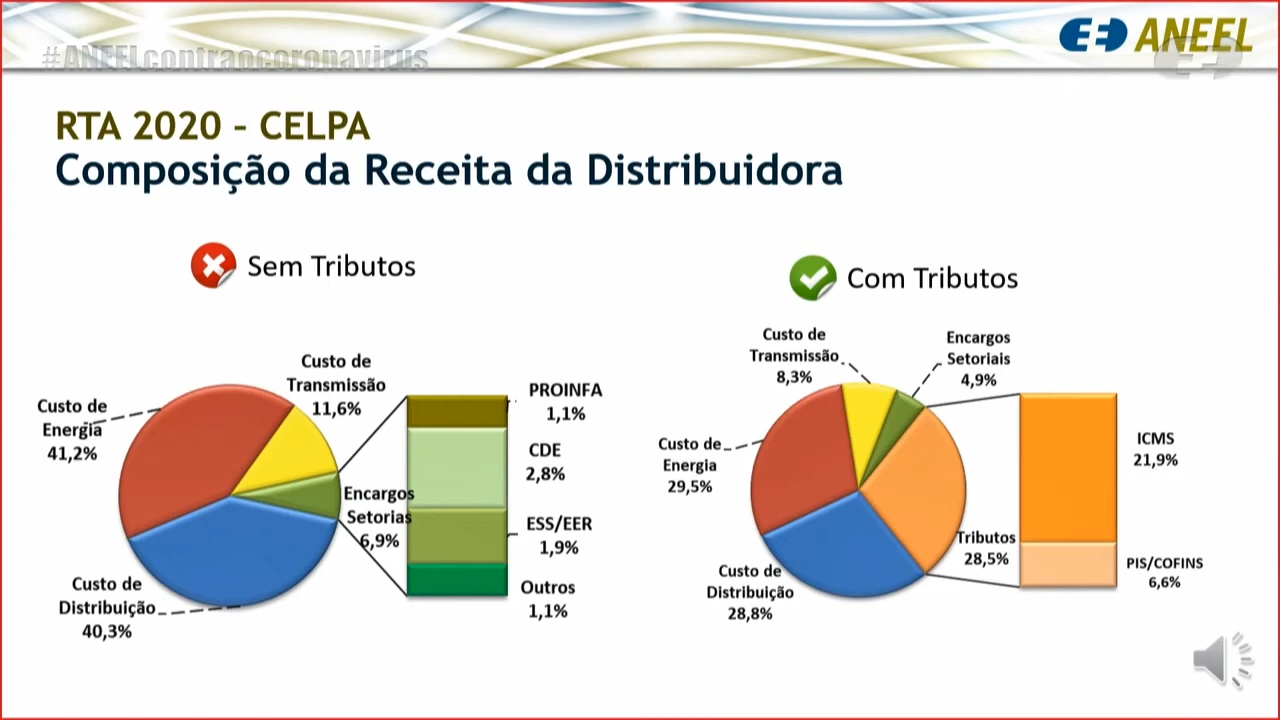 #ANEELcontraocoronavirus
ANEEL
RTA 2020 – CELPA
Composição da Receita da Distribuidora
Sem Tributos
Custo de
Energia
41,2%
Custo de
Transmissão
11,6%
Encargos
Setorias
6,9%
Custo de
Distribuição
40,3%
PROINFA
1,1%
CDE
2,8%
ESS/EER
1,9%
Outros
1,1%
Com Tributos
Custo de
Transmissão
8,3%
Encargos
Setoriais
4,9%
Custo de
Energia
29,5%
Custo de
Distribuição
28,8%
Tributos
28,5%
ICMS
21,9%
PIS/COFINS
6,6%